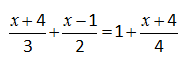 (x+4)/3 + (x−1)/2 = 1 + (x+4)/4